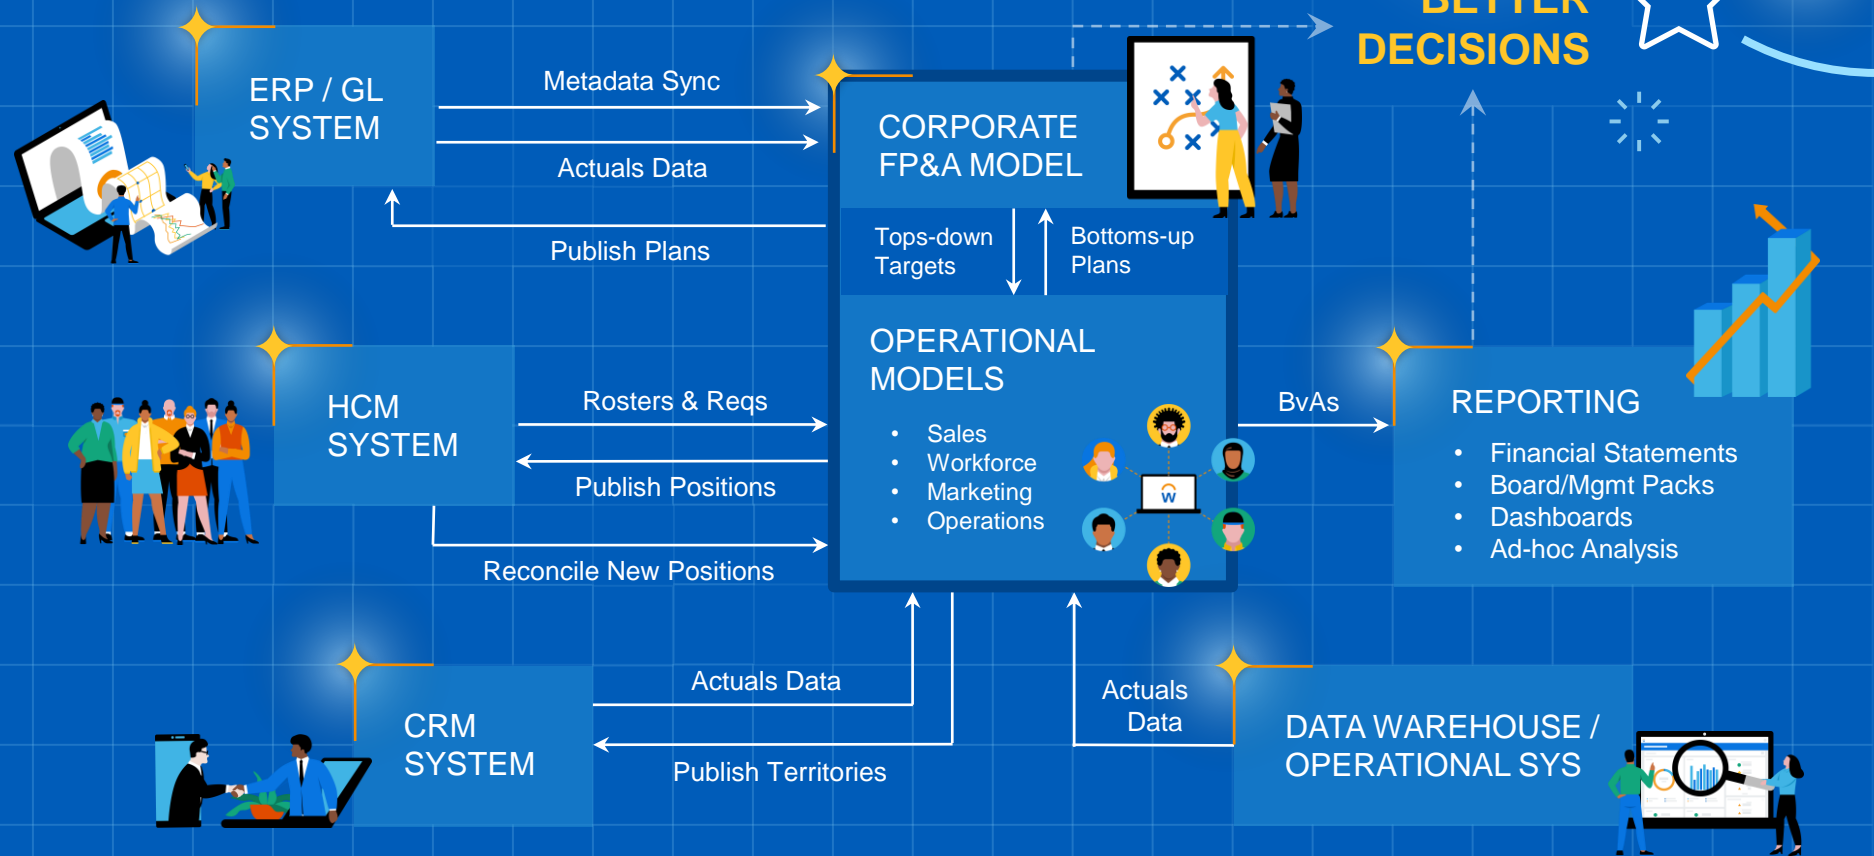 BETTER
DECISIONS
ERP / GL
SYSTEM
Metadata Sync
Actuals Data
Publish Plans
CORPORATE
FP&A MODEL
Tops-down
Targets
Bottoms-up
Plans
OPERATIONAL
MODELS
• Sales
• Workforce
• Marketing
• Operations
w
HCM
SYSTEM
Rosters & Reqs
Publish Positions
Reconcile New Positions
BvAs
REPORTING
• Financial Statements
• Board/Mgmt Packs
• Dashboards
• Ad-hoc Analysis
CRM
SYSTEM
Actuals Data
Publish Territories
Actuals
Data
DATA WAREHOUSE /
OPERATIONAL SYS